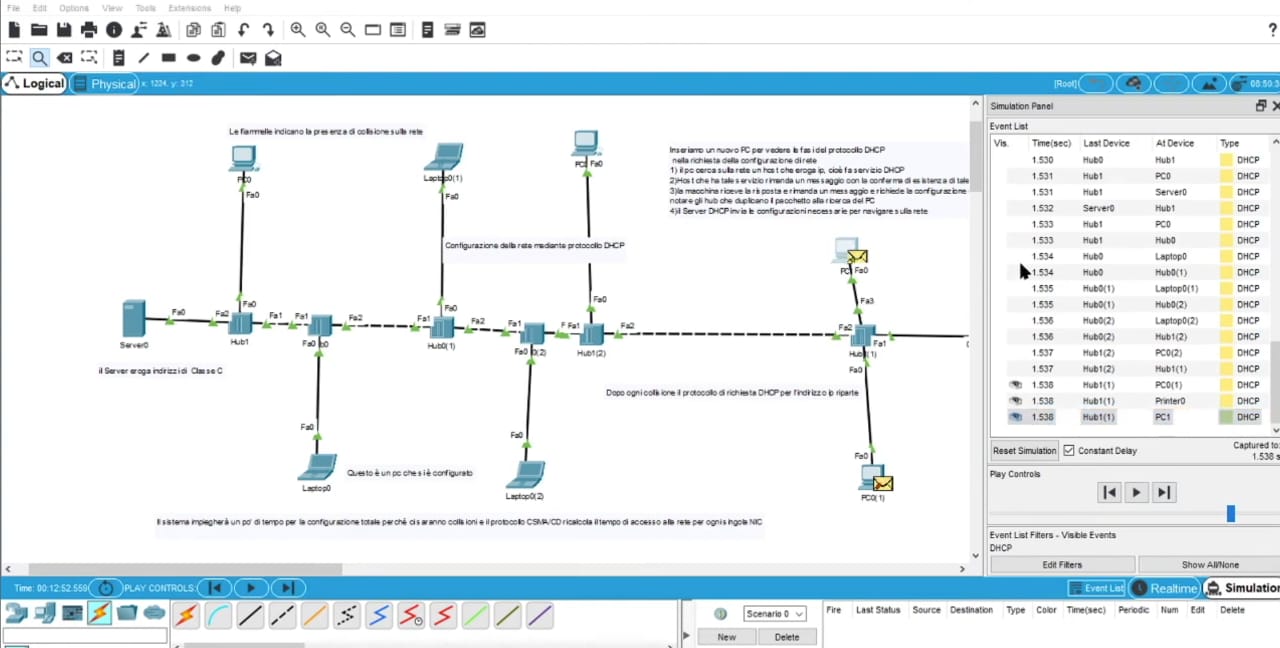 File Edit Options View Tools Extensions Help
?
Logical Physical x: 1224, y: 312 [Root] 08:59:3
Le fiammelle indicano la presenza di collisione sulla rete
PC0
Fa0
Laptop0(1)
Fa0
Fa0
Inseriamo un nuovo PC per vedere le fasi del protocollo DHCP
nella richiesta della configurazione di rete
1) il pc cerca sulla rete un host che eroga ip, cioè fa servizio DHCP
2)Host che ha tale servizio rimanda un messaggio con la conferma di esistenza di tale
3)la macchina riceve la risposta e rimanda un messaggio e richiede la configurazione
notare gli hub che duplicano il pacchetto alla ricerca del PC
4)il Server DHCP invia le configurazioni necessarie per navigare sulla rete
Configurazione della rete mediante protocollo DHCP
Fa0
Fa3
Server0
Fa0
Fa2
Fa0
Hub1
Fa1
Fa1
Fa0
Fa2
Fa1
Fa0
Hub0(1)
Fa2
Fa1
Fa0
Fa1
Fa0
Hub1(2)
Fa2
Fa2
Fa1
Fa0
il Server eroga indirizzi di Classe C
Dopo ogni collisione il protocollo di richiesta DHCP per l'indirizzo ip riparte
Fa0
Laptop0
Questo è un pc che si è configurato
Fa0
Laptop0(2)
Fa0
PC0(1)
Il sistema impiegherà un po' di tempo per la configurazione totale perché ci saranno collisioni e il protocollo CSMA/CD ricalcola il tempo di accesso alla rete per ogni singole NIC
Simulation Panel
Event List
Vis. Time(sec) Last Device At Device Type
1.530 Hub0 Hub1 DHCP
1.531 Hub1 PC0 DHCP
1.531 Hub1 Server0 DHCP
1.532 Server0 Hub1 DHCP
1.533 Hub1 PC0 DHCP
1.533 Hub1 Hub0 DHCP
1.534 Hub0 Laptop0 DHCP
1.534 Hub0 Hub0(1) DHCP
1.535 Hub0(1) Laptop0(1) DHCP
1.535 Hub0(1) Hub0(2) DHCP
1.536 Hub0(2) Laptop0(2) DHCP
1.536 Hub0(2) Hub1(2) DHCP
1.537 Hub1(2) PC0(2) DHCP
1.537 Hub1(2) Hub1(1) DHCP
1.538 Hub1(1) PC0(1) DHCP
1.538 Hub1(1) Printer0 DHCP
1.538 Hub1(1) PC1 DHCP
Reset Simulation Constant Delay Captured to:
1.538 s
Play Controls
Event List Filters - Visible Events
DHCP
Edit Filters Show All/None
Time: 00:12:52.559 PLAY CONTROLS: Event List Realtime Simulation
Scenario 0
New Delete
Fire Last Status Source Destination Type Color Time(sec) Periodic Num Edit Delete